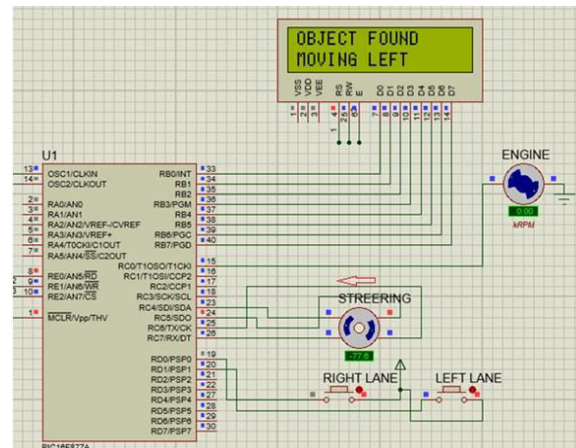 OBJECT FOUND
MOVING LEFT
VSS
VDD
VEE
RS
RW
E
D0
D1
D2
D3
D4
D5
D6
D7
1
2
3
4
5
6
7
8
9
10
11
12
13
14
1
U1
ENGINE
0.00
kRPM
13 OSC1/CLKIN
14 OSC2/CLKOUT
2 RA0/AN0
3 RA1/AN1
4 RA2/AN2/VREF-/CVREF
5 RA3/AN3/VREF+
6 RA4/T0CKI/C1OUT
7 RA5/AN4/SS/C2OUT
8 RE0/AN5/RD
9 RE1/AN6/WR
10 RE2/AN7/CS
1 MCLR/Vpp/THV
RB0/INT 33
RB1 34
RB2 35
RB3/PGM 36
RB4 37
RB5 38
RB6/PGC 39
RB7/PGD 40
RC0/T1OSO/T1CKI 15
RC1/T1OSI/CCP2 16
RC2/CCP1 17
RC3/SCK/SCL 18
RC4/SDI/SDA 23
RC5/SDO 24
RC6/TX/CK 25
RC7/RX/DT 26
RD0/PSP0 19
RD1/PSP1 20
RD2/PSP2 21
RD3/PSP3 22
RD4/PSP4 27
RD5/PSP5 28
RD6/PSP6 29
RD7/PSP7 30
STREERING
-77.6
RIGHT LANE
LEFT LANE
PIC16F877A